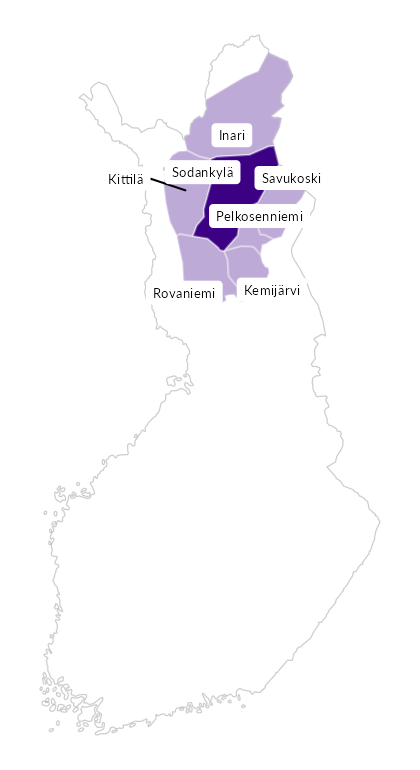 Inari
Sodankylä
Kittilä
Savukoski
Pelkosenniemi
Rovaniemi
Kemijärvi